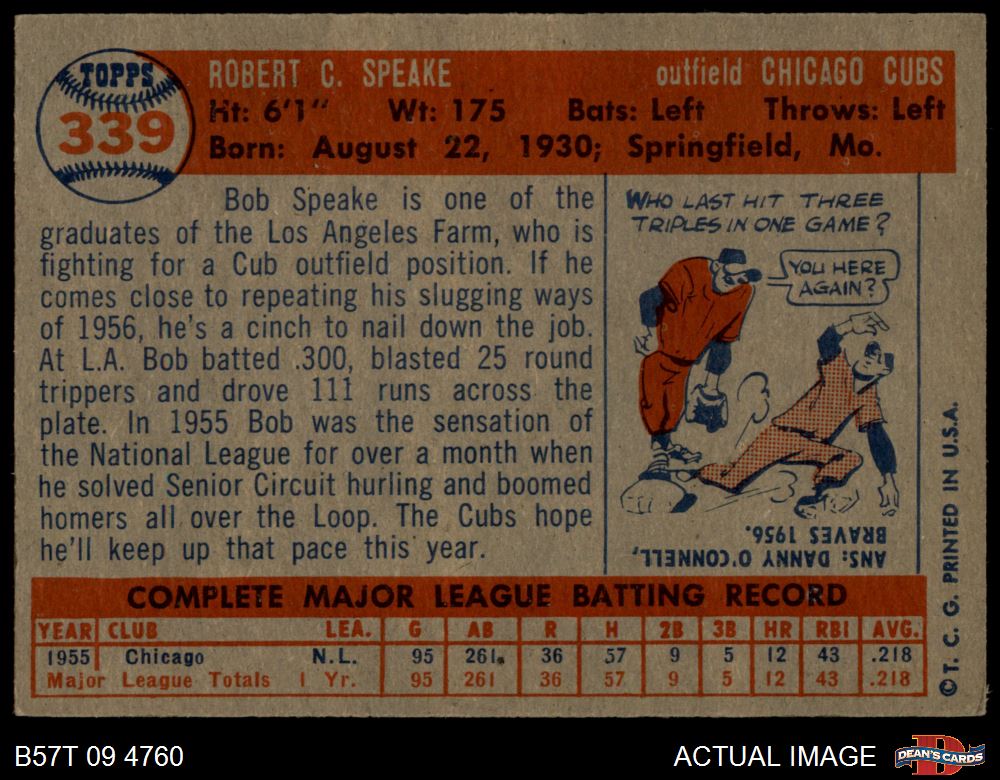 TOPPS
339
ROBERT C. SPEAKE outfield CHICAGO CUBS
Ht: 6'1" Wt: 175 Bats: Left Throws: Left
Born: August 22, 1930; Springfield, Mo.
Bob Speake is one of the
graduates of the Los Angeles Farm, who is
fighting for a Cub outfield position. If he
comes close to repeating his slugging ways
of 1956, he's a cinch to nail down the job.
At L.A. Bob batted .300, blasted 25 round
trippers and drove 111 runs across the
plate. In 1955 Bob was the sensation of
the National League for over a month when
he solved Senior Circuit hurling and boomed
homers all over the Loop. The Cubs hope
he'll keep up that pace this year.
WHO LAST HIT THREE
TRIPLES IN ONE GAME?
YOU HERE
AGAIN?
ANS: DANNY O'CONNELL,
BRAVES 1956.
© T. C. G. PRINTED IN U.S.A.
COMPLETE MAJOR LEAGUE BATTING RECORD
YEAR CLUB LEA. G AB R H 2B 3B HR RBI AVG.
1955 Chicago N.L. 95 261 36 57 9 5 12 43 .218
Major League Totals 1 Yr. 95 261 36 57 9 5 12 43 .218
B57T 09 4760 ACTUAL IMAGE
D
DEAN'S CARDS